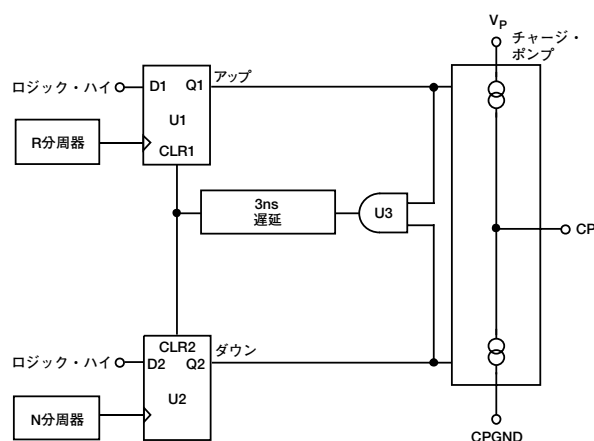 VP
チャージ・
ポンプ
ロジック・ハイ
D1
Q1
アップ
U1
R分周器
CLR1
3ns
遅延
U3
CP
ロジック・ハイ
CLR2
D2
Q2
ダウン
U2
N分周器
CPGND